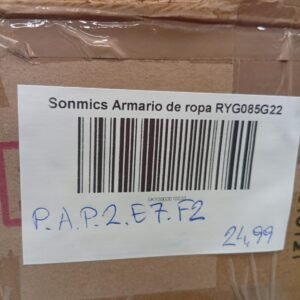 Sonmics Armario de ropa RYG085G22
P.A.P.2.E7.F2
24,99